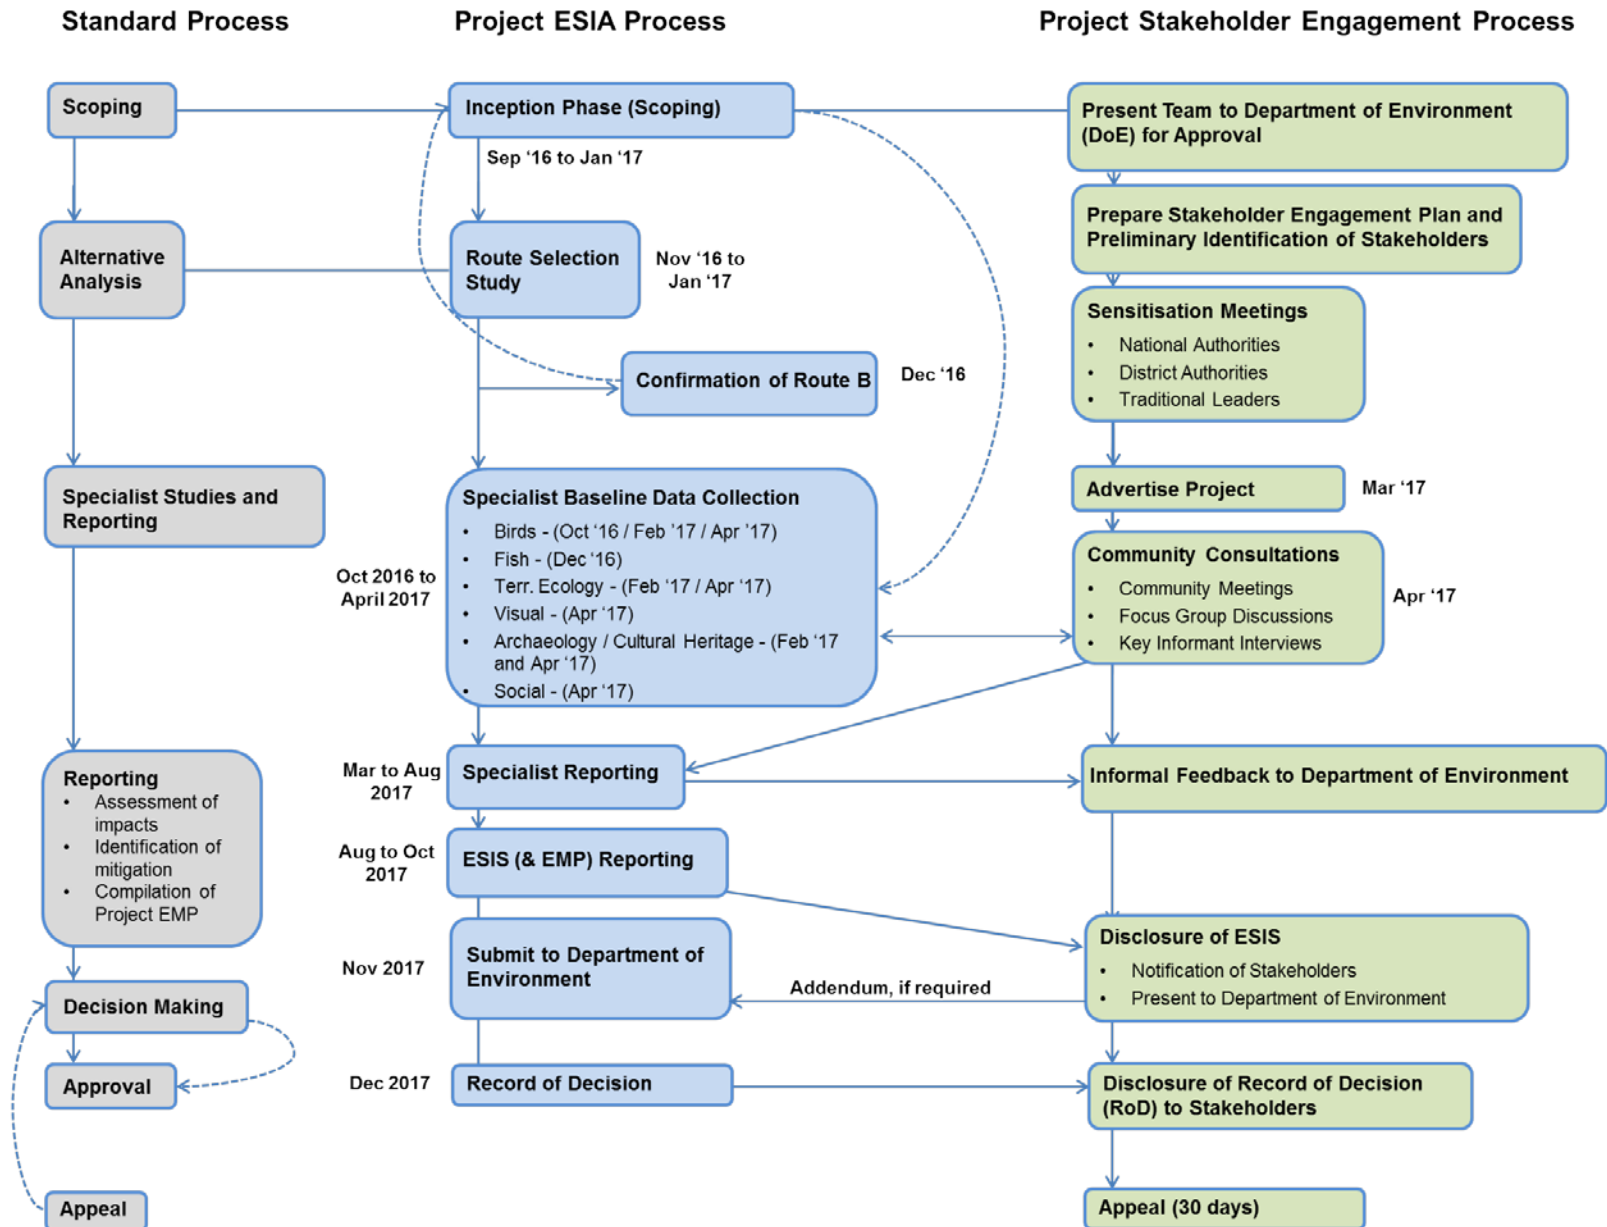 Standard Process
Project ESIA Process
Project Stakeholder Engagement Process
Scoping
Alternative
Analysis
Specialist Studies and
Reporting
Reporting
• Assessment of
impacts
• Identification of
mitigation
• Compilation of
Project EMP
Decision Making
Approval
Appeal
Inception Phase (Scoping)
Sep ‘16 to Jan ‘17
Route Selection
Study
Nov ‘16 to
Jan ‘17
Confirmation of Route B
Dec ‘16
Specialist Baseline Data Collection
• Birds - (Oct ‘16 / Feb ‘17 / Apr ‘17)
• Fish - (Dec ‘16)
• Terr. Ecology - (Feb ‘17 / Apr ‘17)
• Visual - (Apr ‘17)
• Archaeology / Cultural Heritage - (Feb ‘17
and Apr ‘17)
• Social - (Apr ‘17)
Oct 2016 to
April 2017
Mar to Aug
2017
Specialist Reporting
Aug to Oct
2017
ESIS (& EMP) Reporting
Nov 2017
Submit to Department of
Environment
Addendum, if required
Dec 2017
Record of Decision
Present Team to Department of Environment
(DoE) for Approval
Prepare Stakeholder Engagement Plan and
Preliminary Identification of Stakeholders
Sensitisation Meetings
• National Authorities
• District Authorities
• Traditional Leaders
Advertise Project
Mar ‘17
Community Consultations
• Community Meetings
• Focus Group Discussions
• Key Informant Interviews
Apr ‘17
Informal Feedback to Department of Environment
Disclosure of ESIS
• Notification of Stakeholders
• Present to Department of Environment
Disclosure of Record of Decision
(RoD) to Stakeholders
Appeal (30 days)